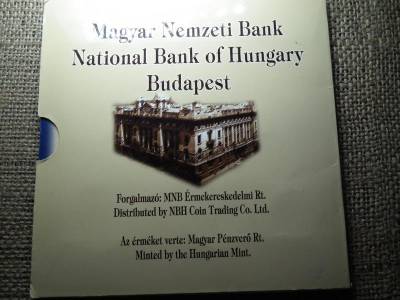 Magyar Nemzeti Bank
National Bank of Hungary
Budapest
Forgalmazó: MNB Érmekereskedelmi Rt.
Distributed by NBH Coin Trading Co. Ltd.
Az érméket verte: Magyar Pénzverő Rt.
Minted by the Hungarian Mint.